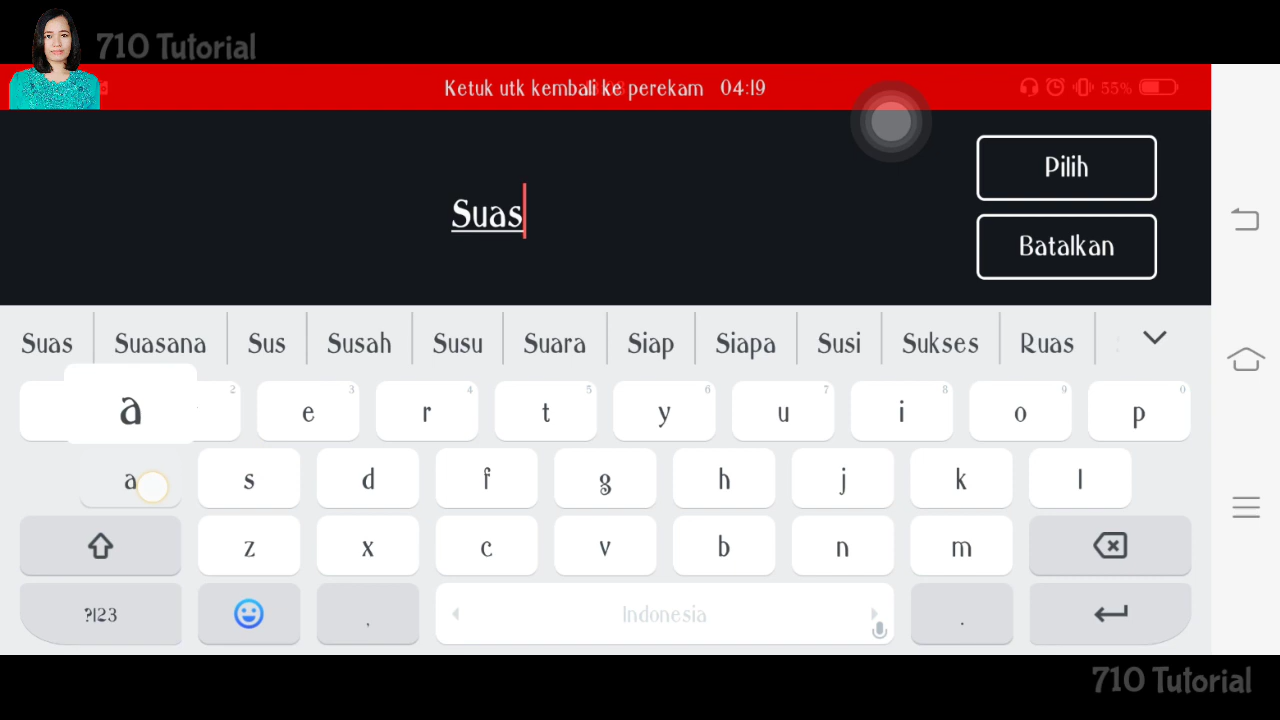 710 Tutorial
Ketuk utk kembali ke perekam 04:19
55%
Suas
Pilih
Batalkan
Suas Suasana Sus Susah Susu Suara Siap Siapa Susi Sukses Ruas
a
2 3 4 5 6 7 8 9 0
e r t y u i o p
a s d f g h j k l
z x c v b n m
?123 , Indonesia .
710 Tutorial